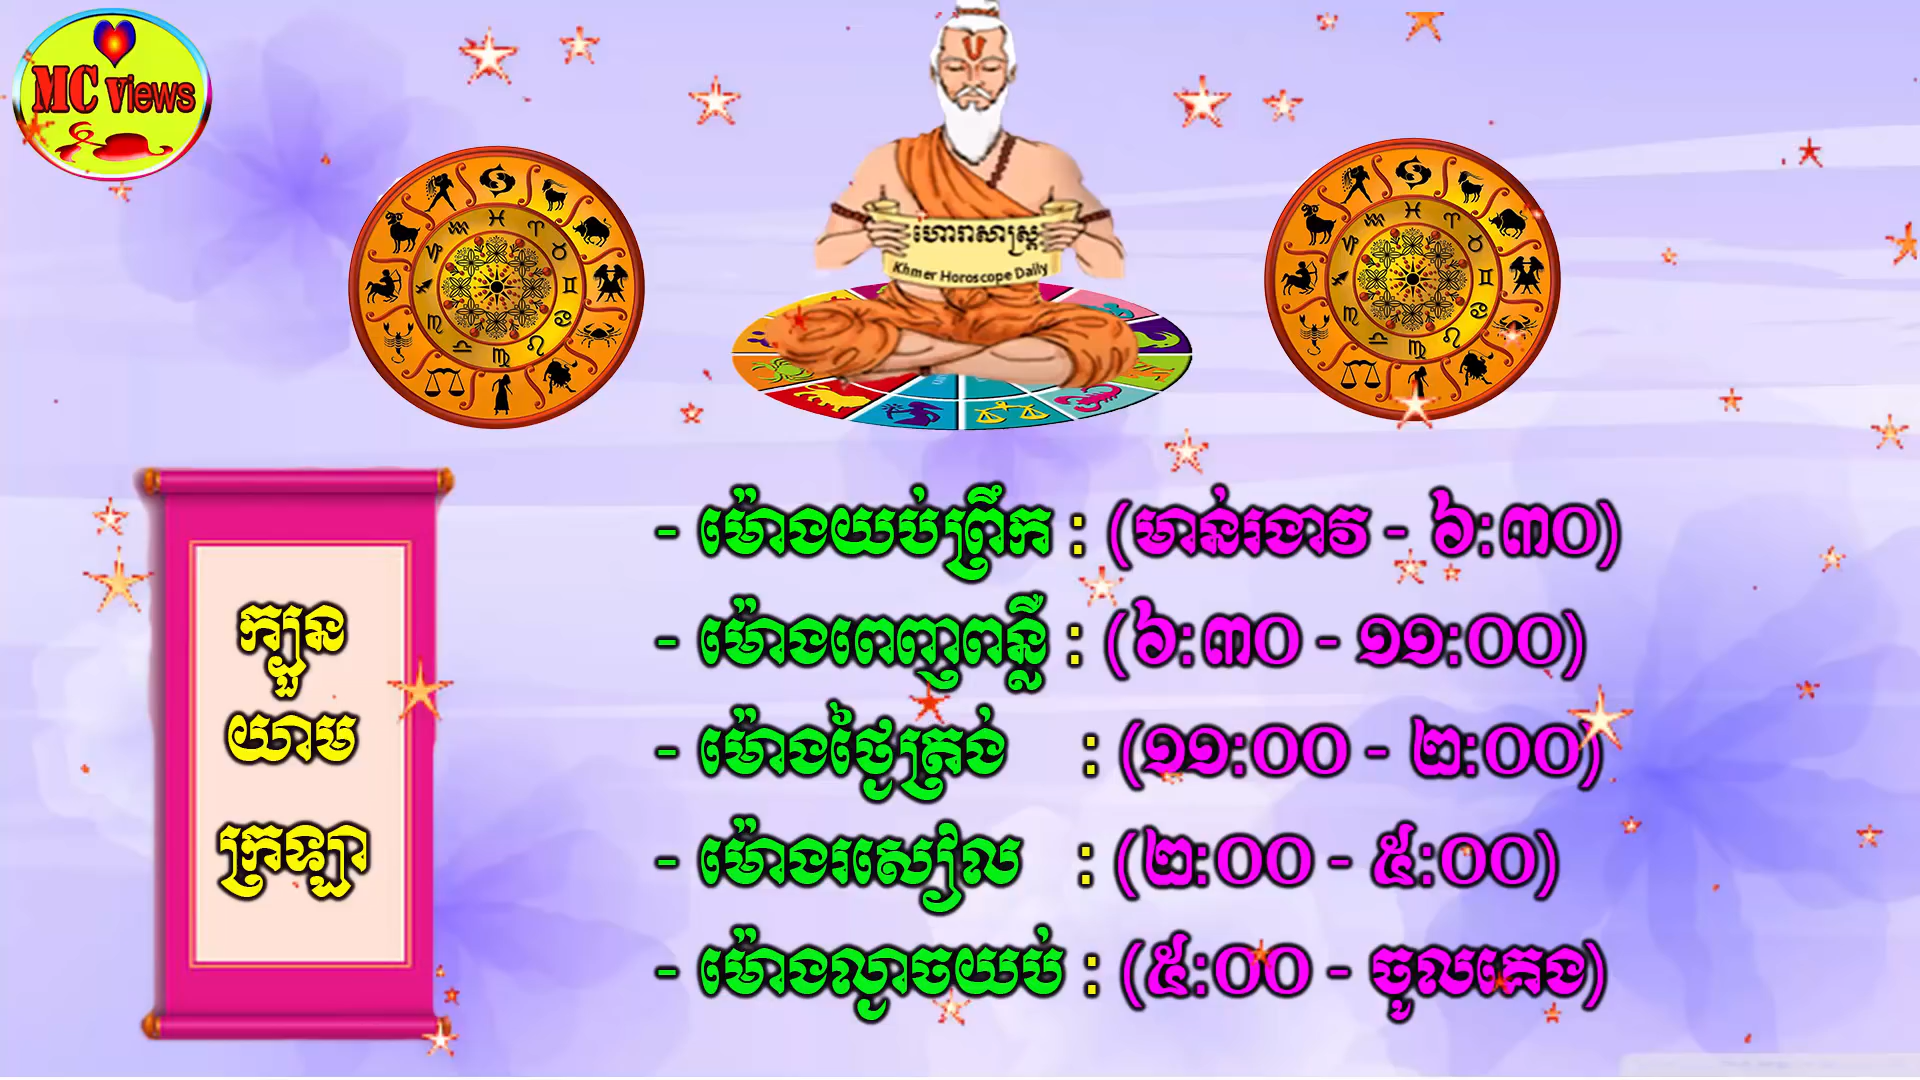 MC Views
ហោរាសាស្ត្រ
Khmer Horoscope Daily
- ម៉ោងយប់ព្រឹក : (មាន់រងាវ - ៦:៣០)
- ម៉ោងពេញពន្លឺ : (៦:៣០ - ១១:០០)
- ម៉ោងថ្ងៃត្រង់ : (១១:០០ - ២:០០)
- ម៉ោងរសៀល : (២:០០ - ៥:០០)
- ម៉ោងល្ងាចយប់ : (៥:០០ - ចូលគេង)
ក្បួន
យាម
ក្រឡា